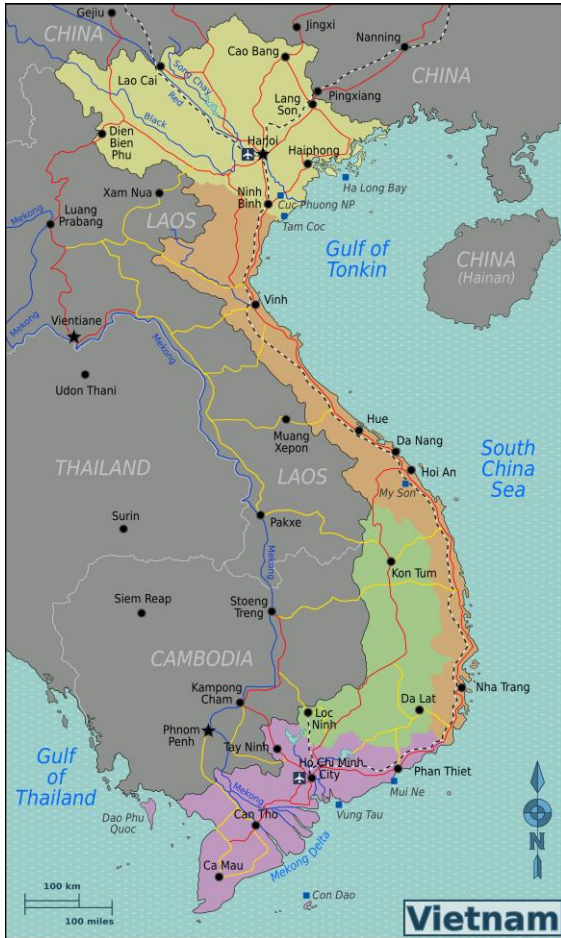 Gejiu
CHINA
Jingxi
Nanning
Cao Bang
Lao Cai
Song Chay
Red
CHINA
Lang
Son
Pingxiang
Black
Hanoi
Dien
Bien
Phu
Haiphong
Ha Long Bay
Xam Nua
Ninh
Binh
Cuc Phuong NP
Tam Coc
Mekong
Luang
Prabang
LAOS
Gulf of
Tonkin
CHINA
(Hainan)
Vinh
Vientiane
Mekong
Mekong
Udon Thani
Hue
Muang
Xepon
Da Nang
Hoi An
South
China
Sea
THAILAND
LAOS
My Son
Pakxe
Surin
Mekong
Kon Tum
Siem Reap
Stoeng
Treng
CAMBODIA
Kampong
Cham
Nha Trang
Da Lat
Loc
Ninh
Phnom
Penh
Tay Ninh
Gulf
of
Thailand
Ho Chi Minh
City
Phan Thiet
Mui Ne
Mekong
Vung Tau
Dao Phu
Quoc
Can Tho
Mekong Delta
Ca Mau
Con Dao
N
100 km
100 miles
Vietnam